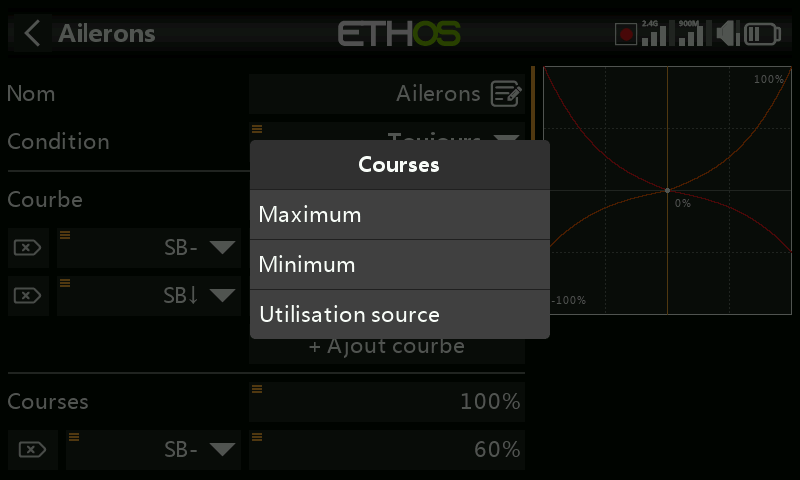 Ailerons
ETHOS
2.4G
900M
Nom
Ailerons
Condition
Toujours
Courbe
SB-
SB↓
+ Ajout courbe
Courses
100%
SB-
60%
Courses
Maximum
Minimum
Utilisation source
100%
0%
-100%